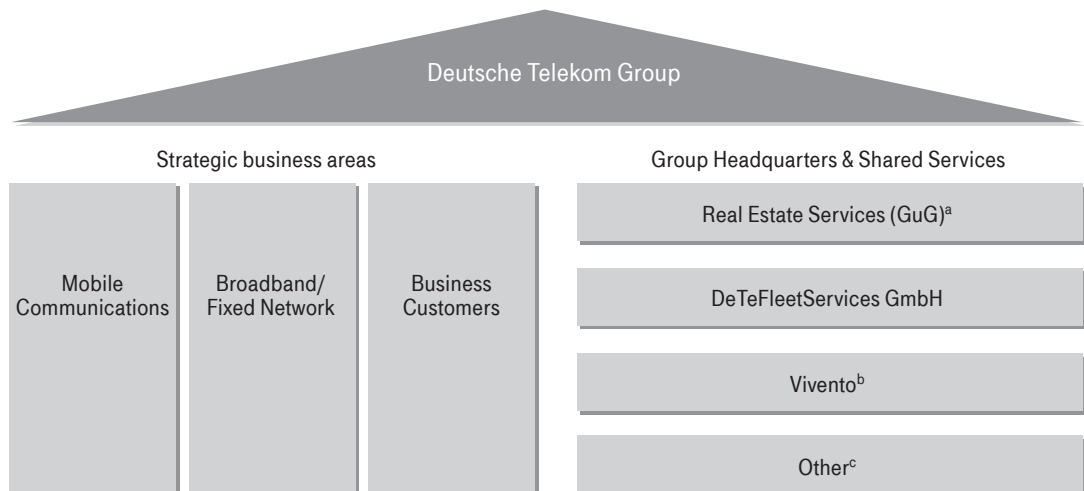 Deutsche Telekom Group
Strategic business areas
Mobile
Communications
Broadband/
Fixed Network
Business
Customers
Group Headquarters & Shared Services
Real Estate Services (GuG)ᵃ
DeTeFleetServices GmbH
Viventoᵇ
Otherᶜ